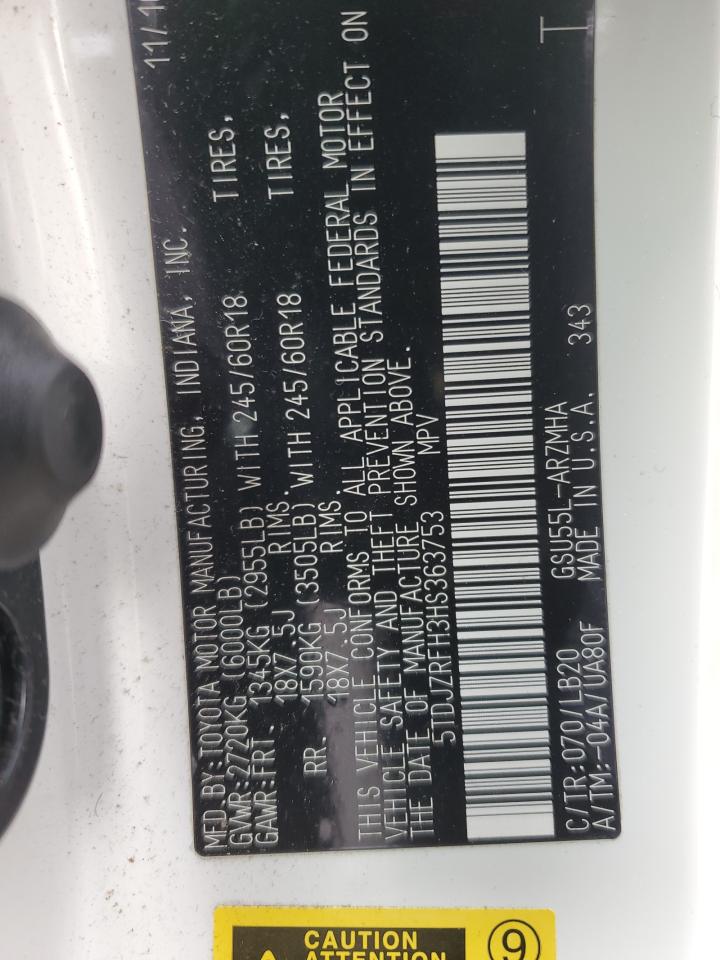 MFD.BY:TOYOTA MOTOR MANUFACTURING, INDIANA, INC. 11/1
GVWR:2720KG (6000LB)
GAWR:FRT. 1345KG (2955LB) WITH 245/60R18 TIRES,
18X7.5J RIMS.
RR. 1590KG (3505LB) WITH 245/60R18 TIRES,
18X7.5J RIMS.
THIS VEHICLE CONFORMS TO ALL APPLICABLE FEDERAL MOTOR
VEHICLE SAFETY AND THEFT PREVENTION STANDARDS IN EFFECT ON
THE DATE OF MANUFACTURE SHOWN ABOVE.
5TDJZRFH3HS363753 MPV
C/TR:070/LB20 GSU55L-ARZMHA
A/TM:-04A/UA80F MADE IN U.S.A. 343
CAUTION
ATTENTION
9